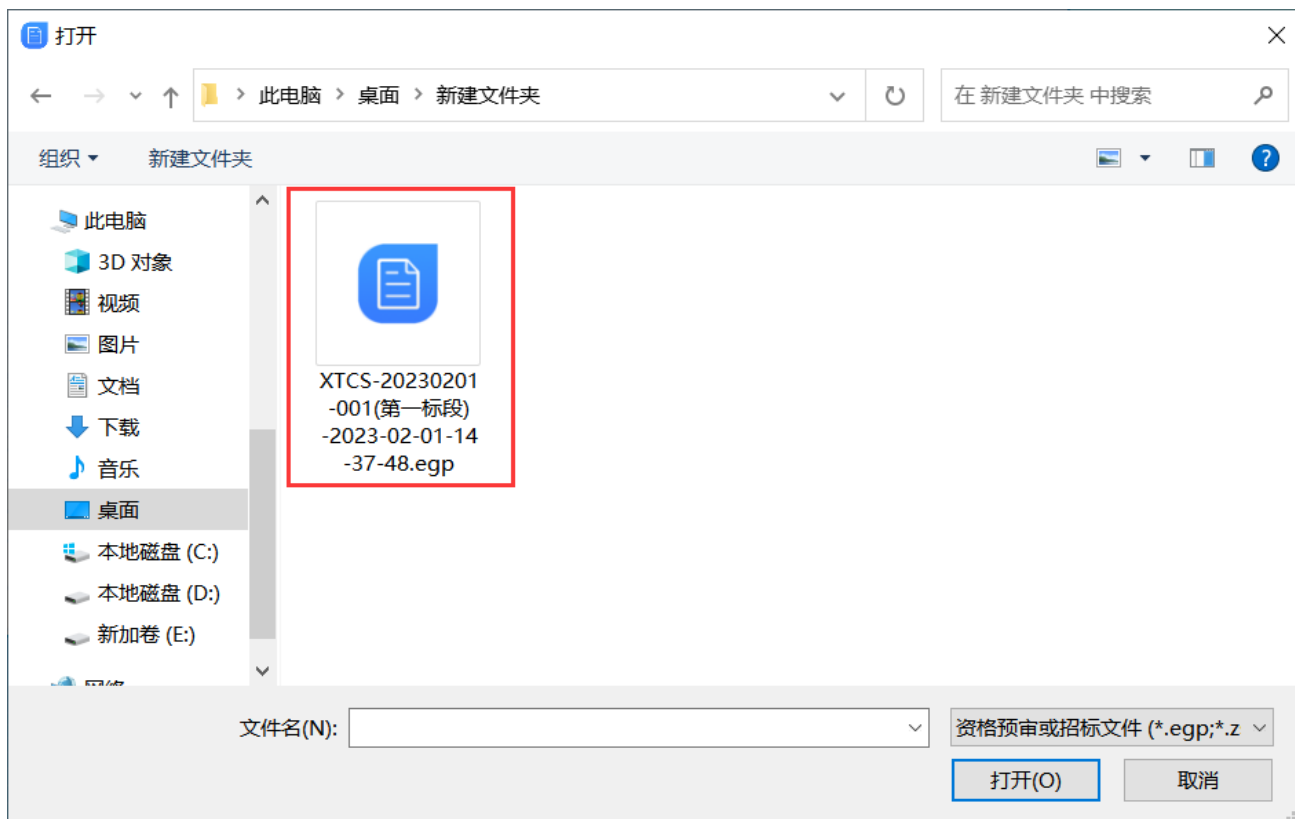 打开
此电脑 > 桌面 > 新建文件夹
在 新建文件夹 中搜索
组织
新建文件夹
此电脑
3D 对象
视频
图片
文档
下载
音乐
桌面
本地磁盘 (C:)
本地磁盘 (D:)
新加卷 (E:)
XTCS-20230201
-001(第一标段)
-2023-02-01-14
-37-48.egp
文件名(N):
资格预审或招标文件 (*.egp;*.z
打开(O)
取消